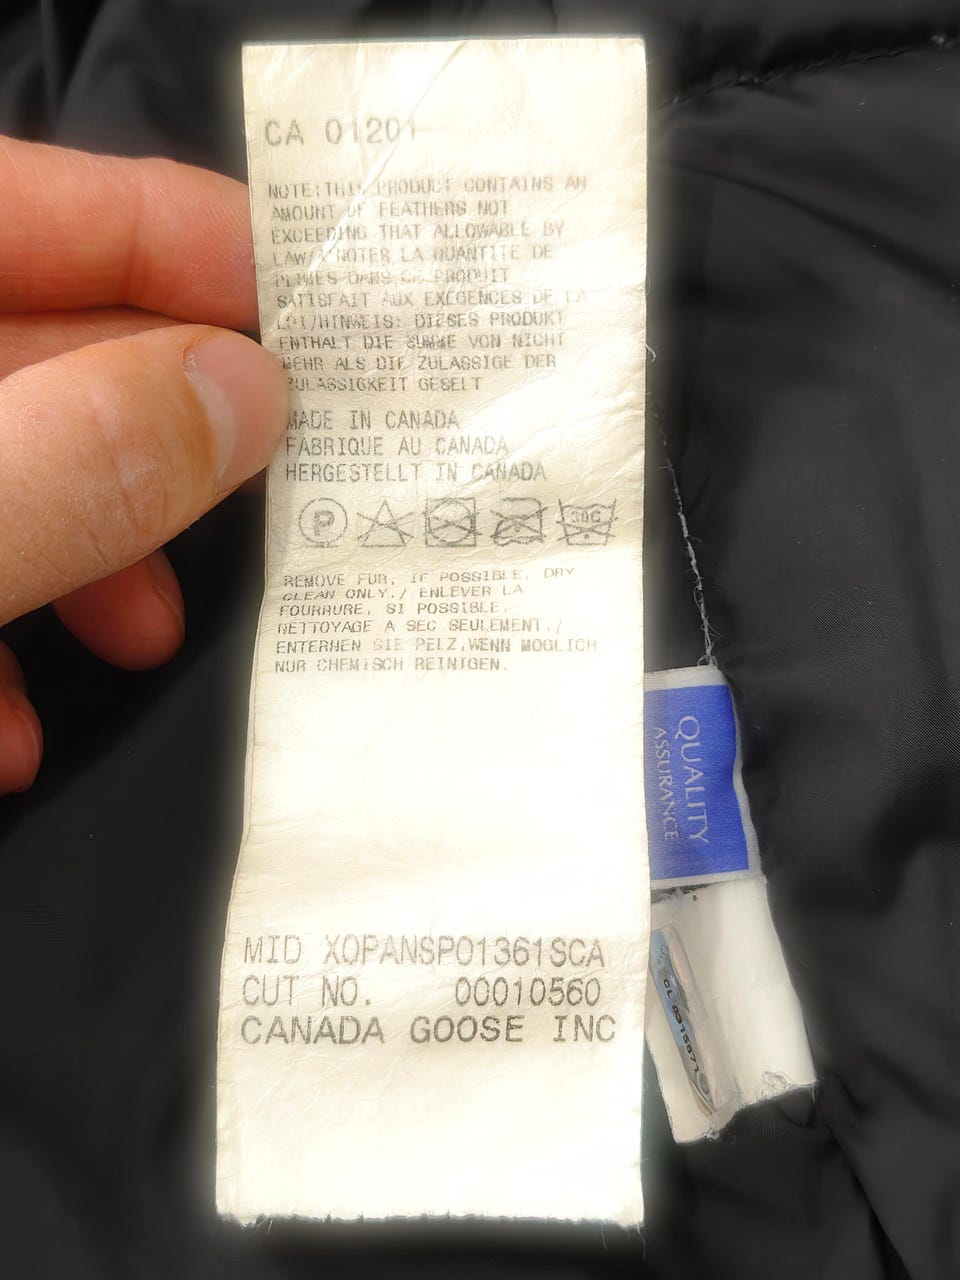 CA 01201
NOTE:THIS PRODUCT CONTAINS AN
AMOUNT OF FEATHERS NOT
EXCEEDING THAT ALLOWABLE BY
LAW/A NOTER LA QUANTITE DE
PLUMES DANS CE PRODUIT
SATISFAIT AUX EXEGENCES DE LA
LOI/HINWEIS: DIESES PRODUKT
ENTHALT DIE SUMME VON NICHT
MEHR ALS DIE ZULASSIGE DER
ZULASSIGKEIT GESELT
MADE IN CANADA
FABRIQUE AU CANADA
HERGESTELLT IN CANADA
P
30C
REMOVE FUR, IF POSSIBLE. DRY
CLEAN ONLY./ ENLEVER LA
FOURRURE, SI POSSIBLE.
NETTOYAGE A SEC SEULEMENT./
ENTERHEN SIE PELZ,WENN MOGLICH
NUR CHEMISCH REINIGEN.
MID XOPANSPO1361SCA
CUT NO. 00010560
CANADA GOOSE INC
QUALITY
ASSURANCE